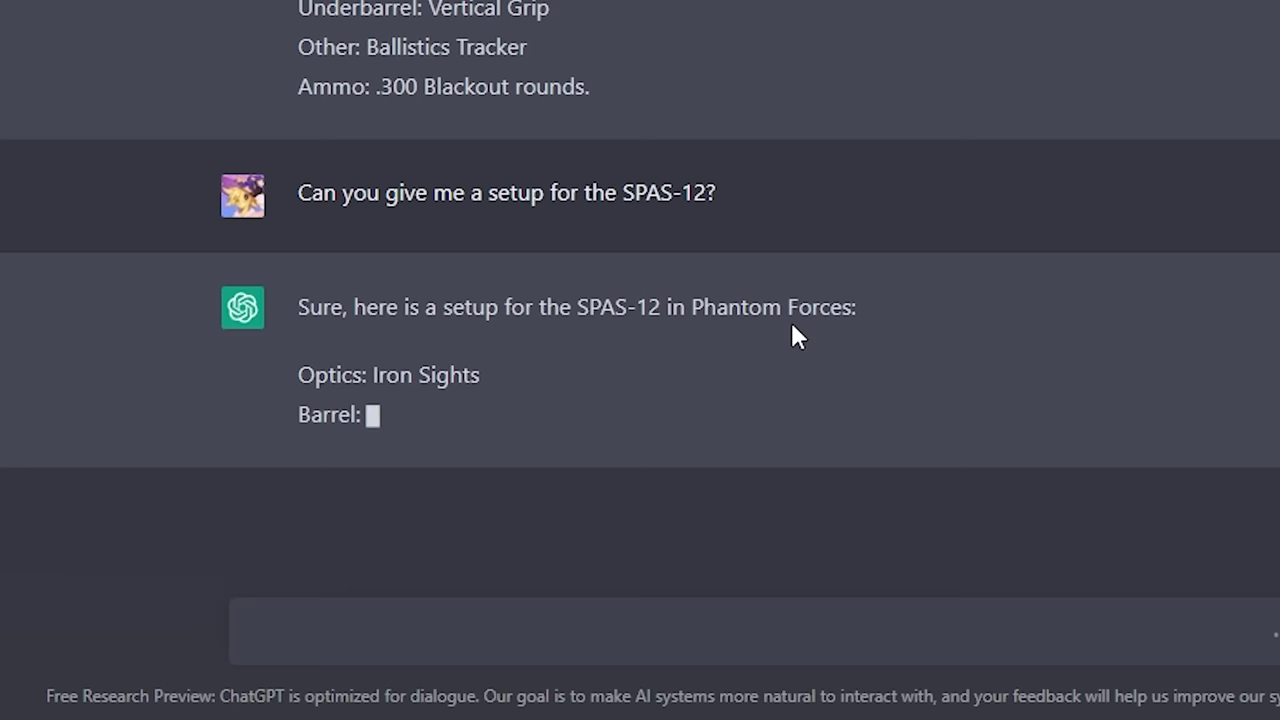 Underbarrel: Vertical Grip
Other: Ballistics Tracker
Ammo: .300 Blackout rounds.
Can you give me a setup for the SPAS-12?
Sure, here is a setup for the SPAS-12 in Phantom Forces:
Optics: Iron Sights
Barrel:
Free Research Preview: ChatGPT is optimized for dialogue. Our goal is to make AI systems more natural to interact with, and your feedback will help us improve our